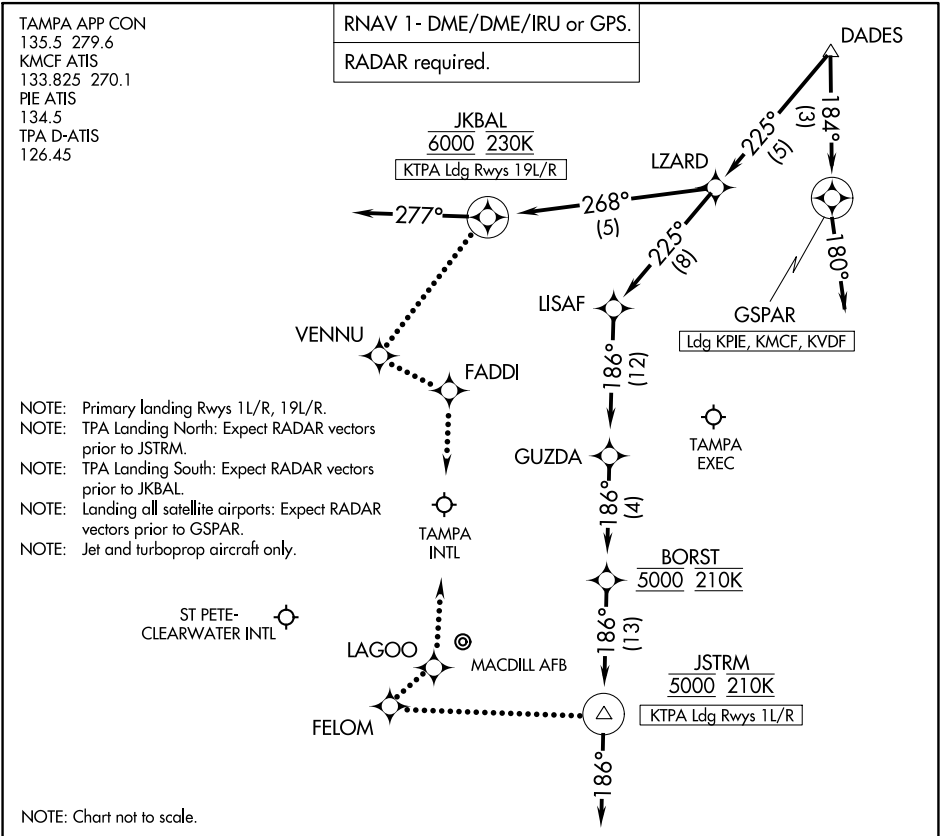 TAMPA APP CON
135.5 279.6
KMCF ATIS
133.825 270.1
PIE ATIS
134.5
TPA D-ATIS
126.45
RNAV 1- DME/DME/IRU or GPS.
RADAR required.
DADES
184°
(3)
225°
(5)
JKBAL
6000 230K
KTPA Ldg Rwys 19L/R
LZARD
277°
268°
(5)
225°
(8)
180°
GSPAR
Ldg KPIE, KMCF, KVDF
LISAF
VENNU
FADDI
186°
(12)
TAMPA
EXEC
GUZDA
186°
(4)
NOTE: Primary landing Rwys 1L/R, 19L/R.
NOTE: TPA Landing North: Expect RADAR vectors
prior to JSTRM.
NOTE: TPA Landing South: Expect RADAR vectors
prior to JKBAL.
NOTE: Landing all satellite airports: Expect RADAR
vectors prior to GSPAR.
NOTE: Jet and turboprop aircraft only.
TAMPA
INTL
BORST
5000 210K
186°
(13)
ST PETE-
CLEARWATER INTL
LAGOO
MACDILL AFB
JSTRM
5000 210K
KTPA Ldg Rwys 1L/R
FELOM
186°
NOTE: Chart not to scale.